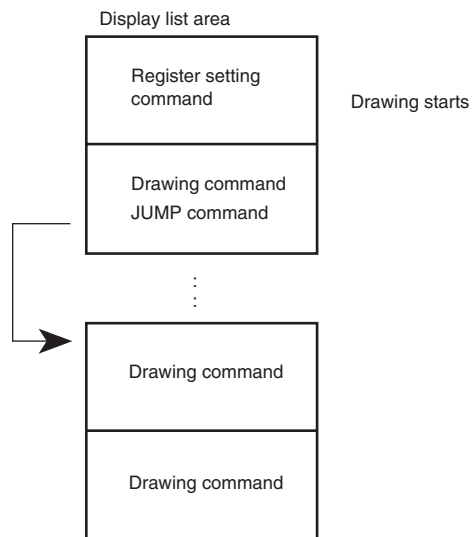 Display list area
Register setting
command
Drawing starts
Drawing command
JUMP command
Drawing command
Drawing command